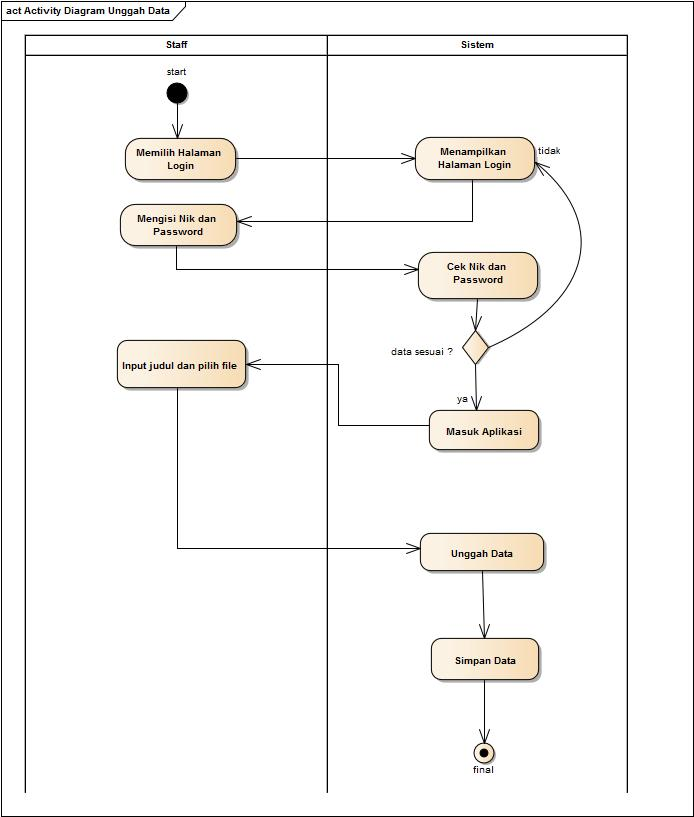 act Activity Diagram Unggah Data
Staff
Sistem
start
Memilih Halaman
Login
Menampilkan
Halaman Login
tidak
Mengisi Nik dan
Password
Cek Nik dan
Password
data sesuai ?
Input judul dan pilih file
ya
Masuk Aplikasi
Unggah Data
Simpan Data
final